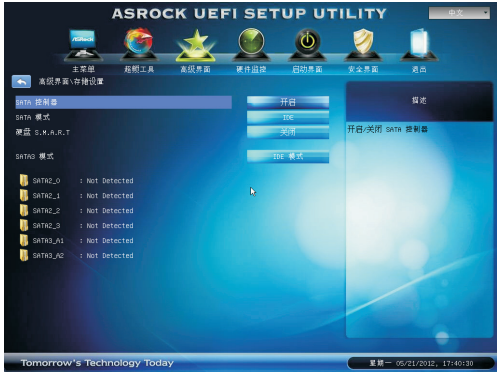 ASROCK UEFI SETUP UTILITY
中文
ASRock
主菜单 超频工具 高级界面 硬件监控 启动界面 安全界面 退出
高级界面\存储设置
SATA 控制器 开启
SATA 模式 IDE
硬盘 S.M.A.R.T 关闭
SATA3 模式 IDE 模式
SATA2_0 : Not Detected
SATA2_1 : Not Detected
SATA2_2 : Not Detected
SATA2_3 : Not Detected
SATA3_A1 : Not Detected
SATA3_A2 : Not Detected
描述
开启/关闭 SATA 控制器
Tomorrow's Technology Today
星期一 05/21/2012, 17:40:30